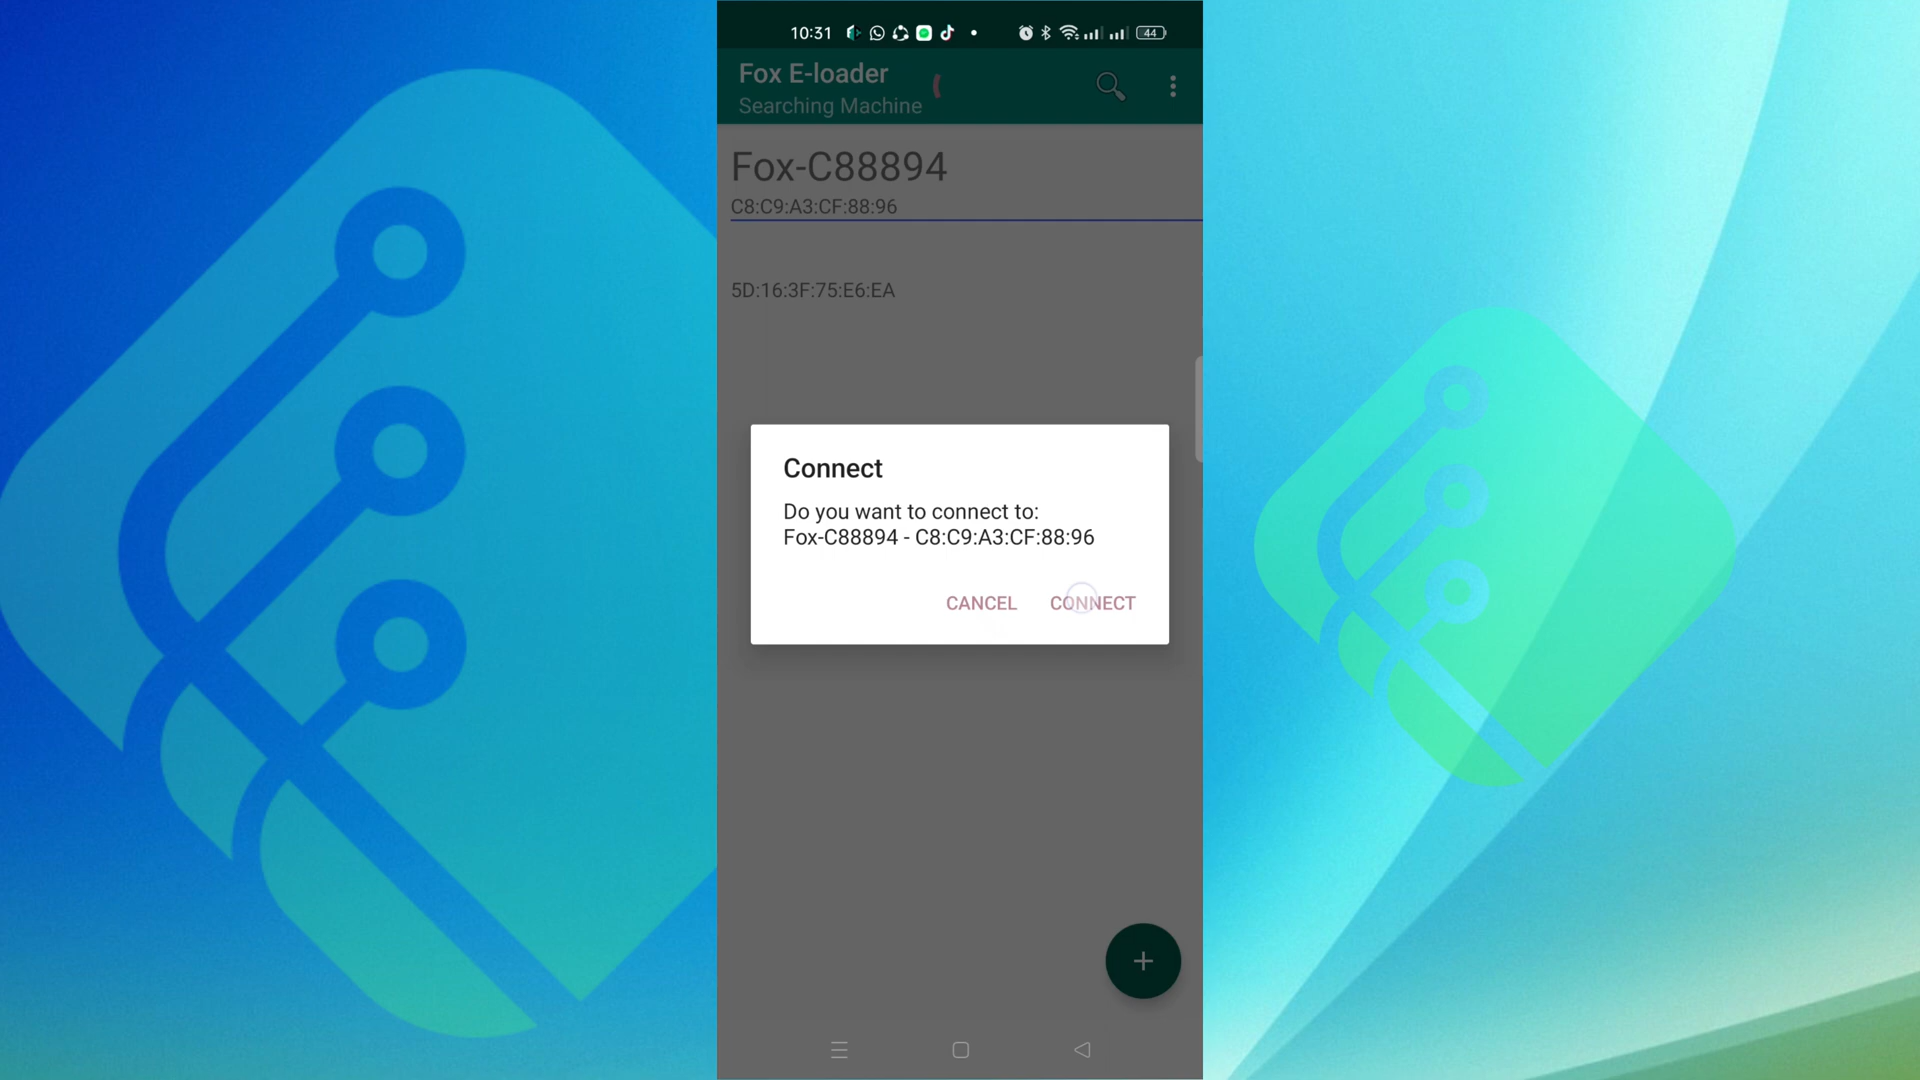 10:31
44
Fox E-loader
Searching Machine
Fox-C88894
C8:C9:A3:CF:88:96
5D:16:3F:75:E6:EA
Connect
Do you want to connect to:
Fox-C88894 - C8:C9:A3:CF:88:96
CANCEL CONNECT